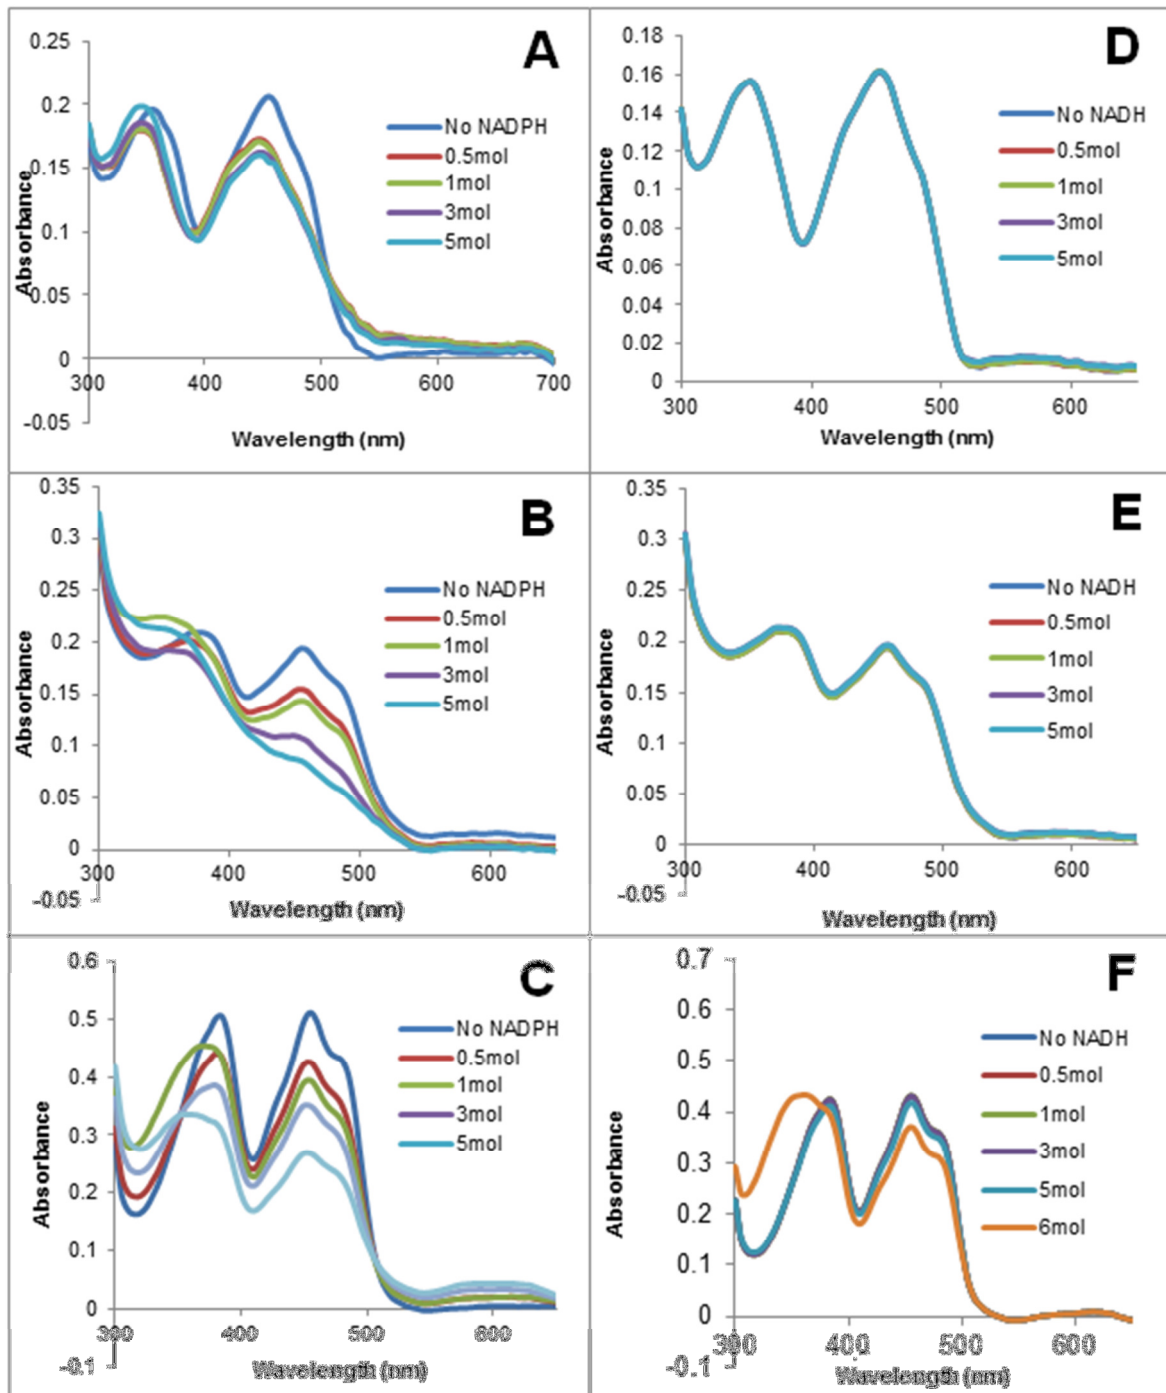 A
0.25
0.2
0.15
0.1
0.05
0
-0.05
Absorbance
300 400 500 600 700
Wavelength (nm)
No NADPH
0.5mol
1mol
3mol
5mol
D
0.18
0.16
0.14
0.12
0.1
0.08
0.06
0.04
0.02
0
Absorbance
300 400 500 600
Wavelength (nm)
No NADH
0.5mol
1mol
3mol
5mol
B
0.35
0.3
0.25
0.2
0.15
0.1
0.05
0
-0.05
Absorbance
300 400 500 600
Wavelength (nm)
No NADPH
0.5mol
1mol
3mol
5mol
E
0.35
0.3
0.25
0.2
0.15
0.1
0.05
0
-0.05
Absorbance
300 400 500 600
Wavelength (nm)
No NADH
0.5mol
1mol
3mol
5mol
C
0.6
0.5
0.4
0.3
0.2
0.1
0
-0.1
Absorbance
300 400 500 600
Wavelength (nm)
No NADPH
0.5mol
1mol
3mol
5mol
F
0.7
0.6
0.5
0.4
0.3
0.2
0.1
0
-0.1
Absorbance
300 400 500 600
Wavelength (nm)
No NADH
0.5mol
1mol
3mol
5mol
6mol